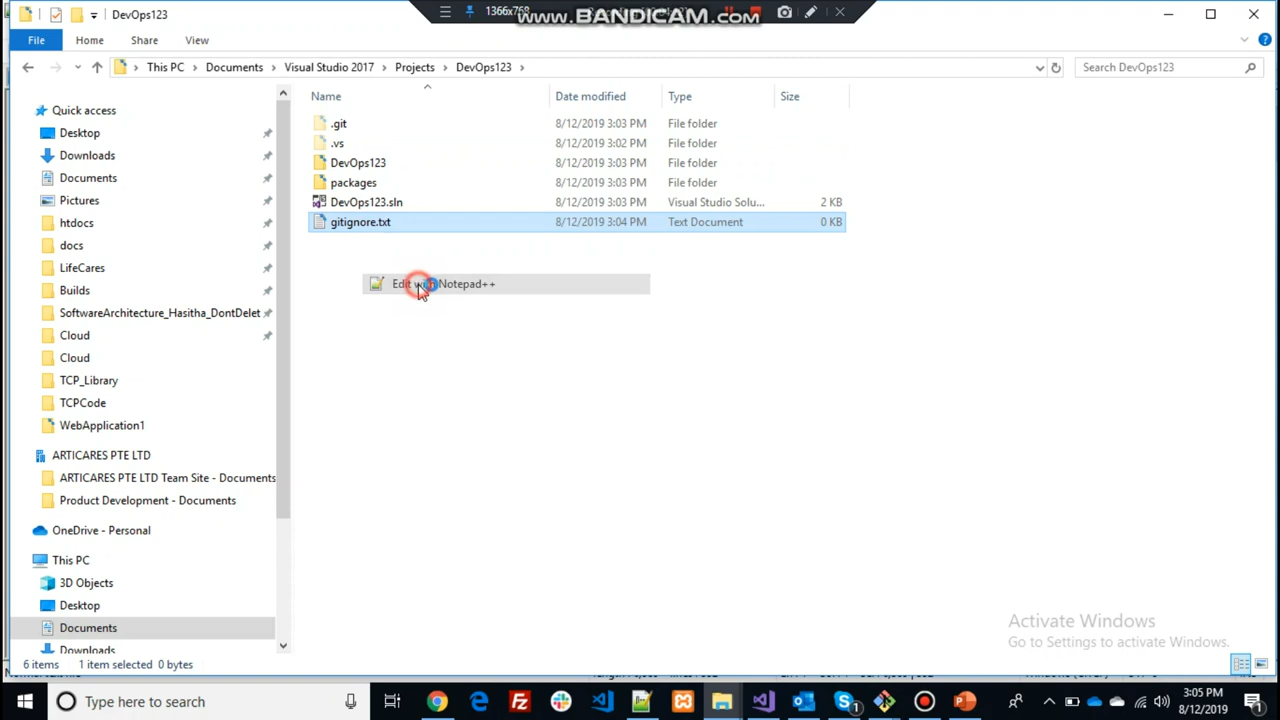 DevOps123
1366x768
www.BANDICAM.com
File
Home
Share
View
This PC
Documents
Visual Studio 2017
Projects
DevOps123
Search DevOps123
Name
Date modified
Type
Size
Quick access
Desktop
Downloads
Documents
Pictures
htdocs
docs
LifeCares
Builds
SoftwareArchitecture_Hasitha_DontDelet
Cloud
Cloud
TCP_Library
TCPCode
WebApplication1
ARTICARES PTE LTD
ARTICARES PTE LTD Team Site - Documents
Product Development - Documents
OneDrive - Personal
This PC
3D Objects
Desktop
Documents
Downloads
.git 8/12/2019 3:03 PM File folder
.vs 8/12/2019 3:02 PM File folder
DevOps123 8/12/2019 3:03 PM File folder
packages 8/12/2019 3:03 PM File folder
DevOps123.sln 8/12/2019 3:03 PM Visual Studio Solu... 2 KB
gitignore.txt 8/12/2019 3:04 PM Text Document 0 KB
Edit with Notepad++
Activate Windows
Go to Settings to activate Windows.
6 items 1 item selected 0 bytes
Type here to search
1
3:05 PM
8/12/2019
1